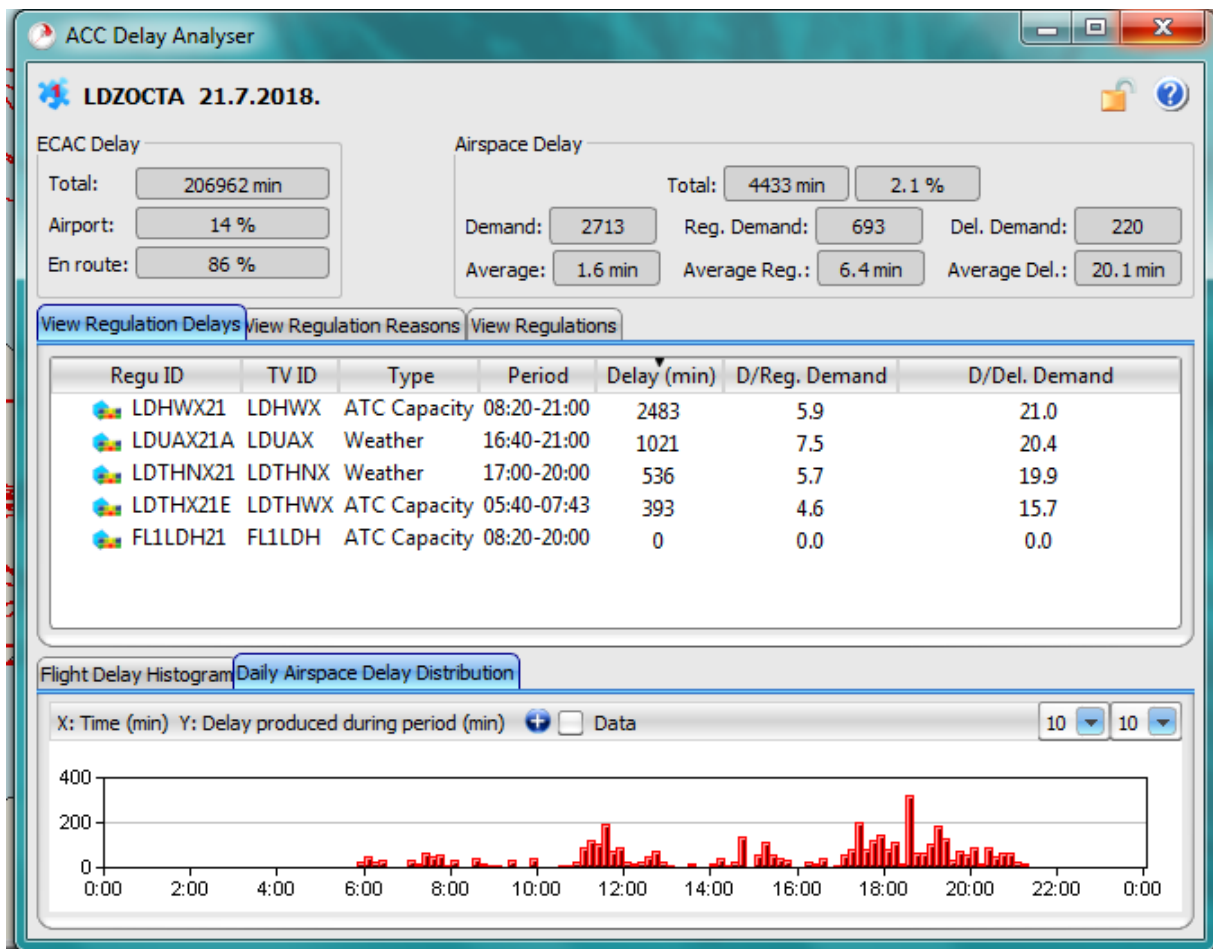 ACC Delay Analyser
LDZOCTA 21.7.2018.
ECAC Delay
Total: 206962 min
Airport: 14 %
En route: 86 %
Airspace Delay
Total: 4433 min 2.1 %
Demand: 2713 Reg. Demand: 693 Del. Demand: 220
Average: 1.6 min Average Reg.: 6.4 min Average Del.: 20.1 min
View Regulation Delays View Regulation Reasons View Regulations
Regu ID TV ID Type Period Delay (min) D/Reg. Demand D/Del. Demand
LDHWX21 LDHWX ATC Capacity 08:20-21:00 2483 5.9 21.0
LDUAX21A LDUAX Weather 16:40-21:00 1021 7.5 20.4
LDTHNX21 LDTHNX Weather 17:00-20:00 536 5.7 19.9
LDTHX21E LDTHWX ATC Capacity 05:40-07:43 393 4.6 15.7
FL1LDH21 FL1LDH ATC Capacity 08:20-20:00 0 0.0 0.0
Flight Delay Histogram Daily Airspace Delay Distribution
X: Time (min) Y: Delay produced during period (min) Data 10 10
400
200
0
0:00 2:00 4:00 6:00 8:00 10:00 12:00 14:00 16:00 18:00 20:00 22:00 0:00